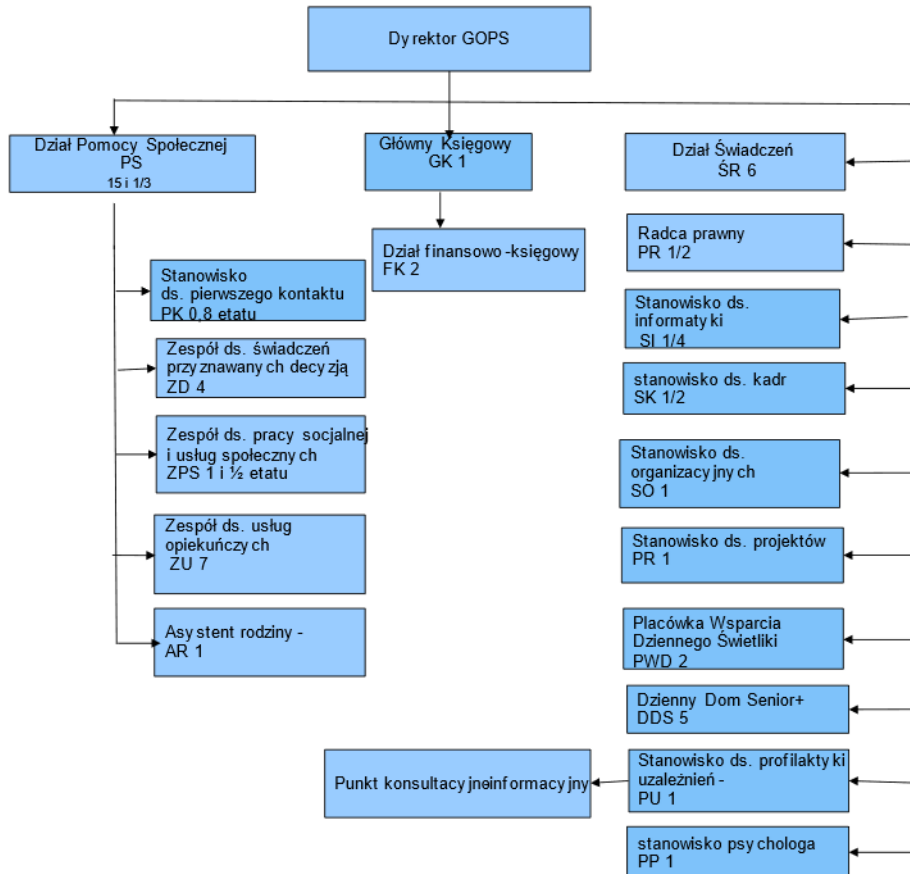 Dyrektor GOPS
Dział Pomocy Społecznej
PS
15 i 1/3
Stanowisko
ds. pierwszego kontaktu
PK 0,8 etatu
Zespół ds. świadczeń
przyznawanych decyzją
ZD 4
Zespół ds. pracy socjalnej
i usług społecznych
ZPS 1 i ½ etatu
Zespół ds. usług
opiekuńczych
ZU 7
Asystent rodziny -
AR 1
Główny Księgowy
GK 1
Dział finansowo-księgowy
FK 2
Dział Świadczeń
ŚR 6
Radca prawny
PR 1/2
Stanowisko ds.
informatyki
SI 1/4
stanowisko ds. kadr
SK 1/2
Stanowisko ds.
organizacyjnych
SO 1
Stanowisko ds. projektów
PR 1
Placówka Wsparcia
Dziennego Świetliki
PWD 2
Dzienny Dom Senior+
DDS 5
Stanowisko ds. profilaktyki
uzależnień -
PU 1
Punkt konsultacyjneinformacyjny
stanowisko psychologa
PP 1